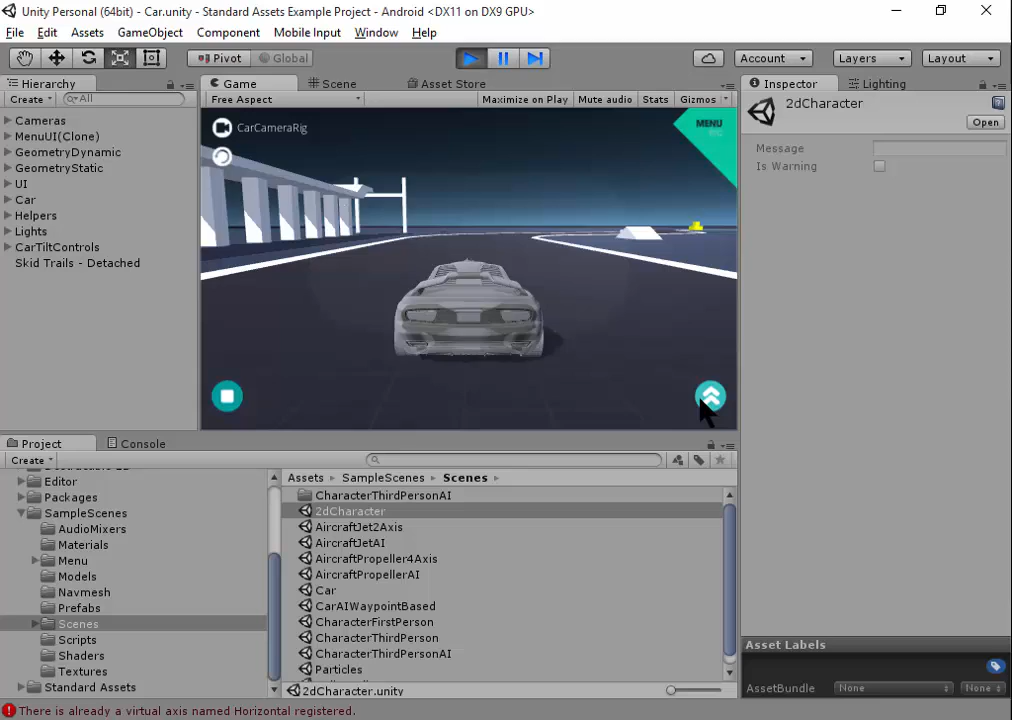 Unity Personal (64bit) - Car.unity - Standard Assets Example Project - Android <DX11 on DX9 GPU>
File Edit Assets GameObject Component Mobile Input Window Help
Pivot Global Account Layers Layout
Hierarchy Game Scene Asset Store Inspector Lighting
Create All Free Aspect Maximize on Play Mute audio Stats Gizmos 2dCharacter
Open
Cameras
MenuUI(Clone)
GeometryDynamic
GeometryStatic
UI
Car
Helpers
Lights
CarTiltControls
Skid Trails - Detached
CarCameraRig
MENU
Message
Is Warning
Project Console
Create
Assets SampleScenes Scenes
Editor
Packages
SampleScenes
AudioMixers
Materials
Menu
Models
Navmesh
Prefabs
Scenes
Scripts
Shaders
Textures
Standard Assets
CharacterThirdPersonAI
2dCharacter
AircraftJet2Axis
AircraftJetAI
AircraftPropeller4Axis
AircraftPropellerAI
Car
CarAIWaypointBased
CharacterFirstPerson
CharacterThirdPerson
CharacterThirdPersonAI
Particles
2dCharacter.unity
Asset Labels
AssetBundle None None
There is already a virtual axis named Horizontal registered.